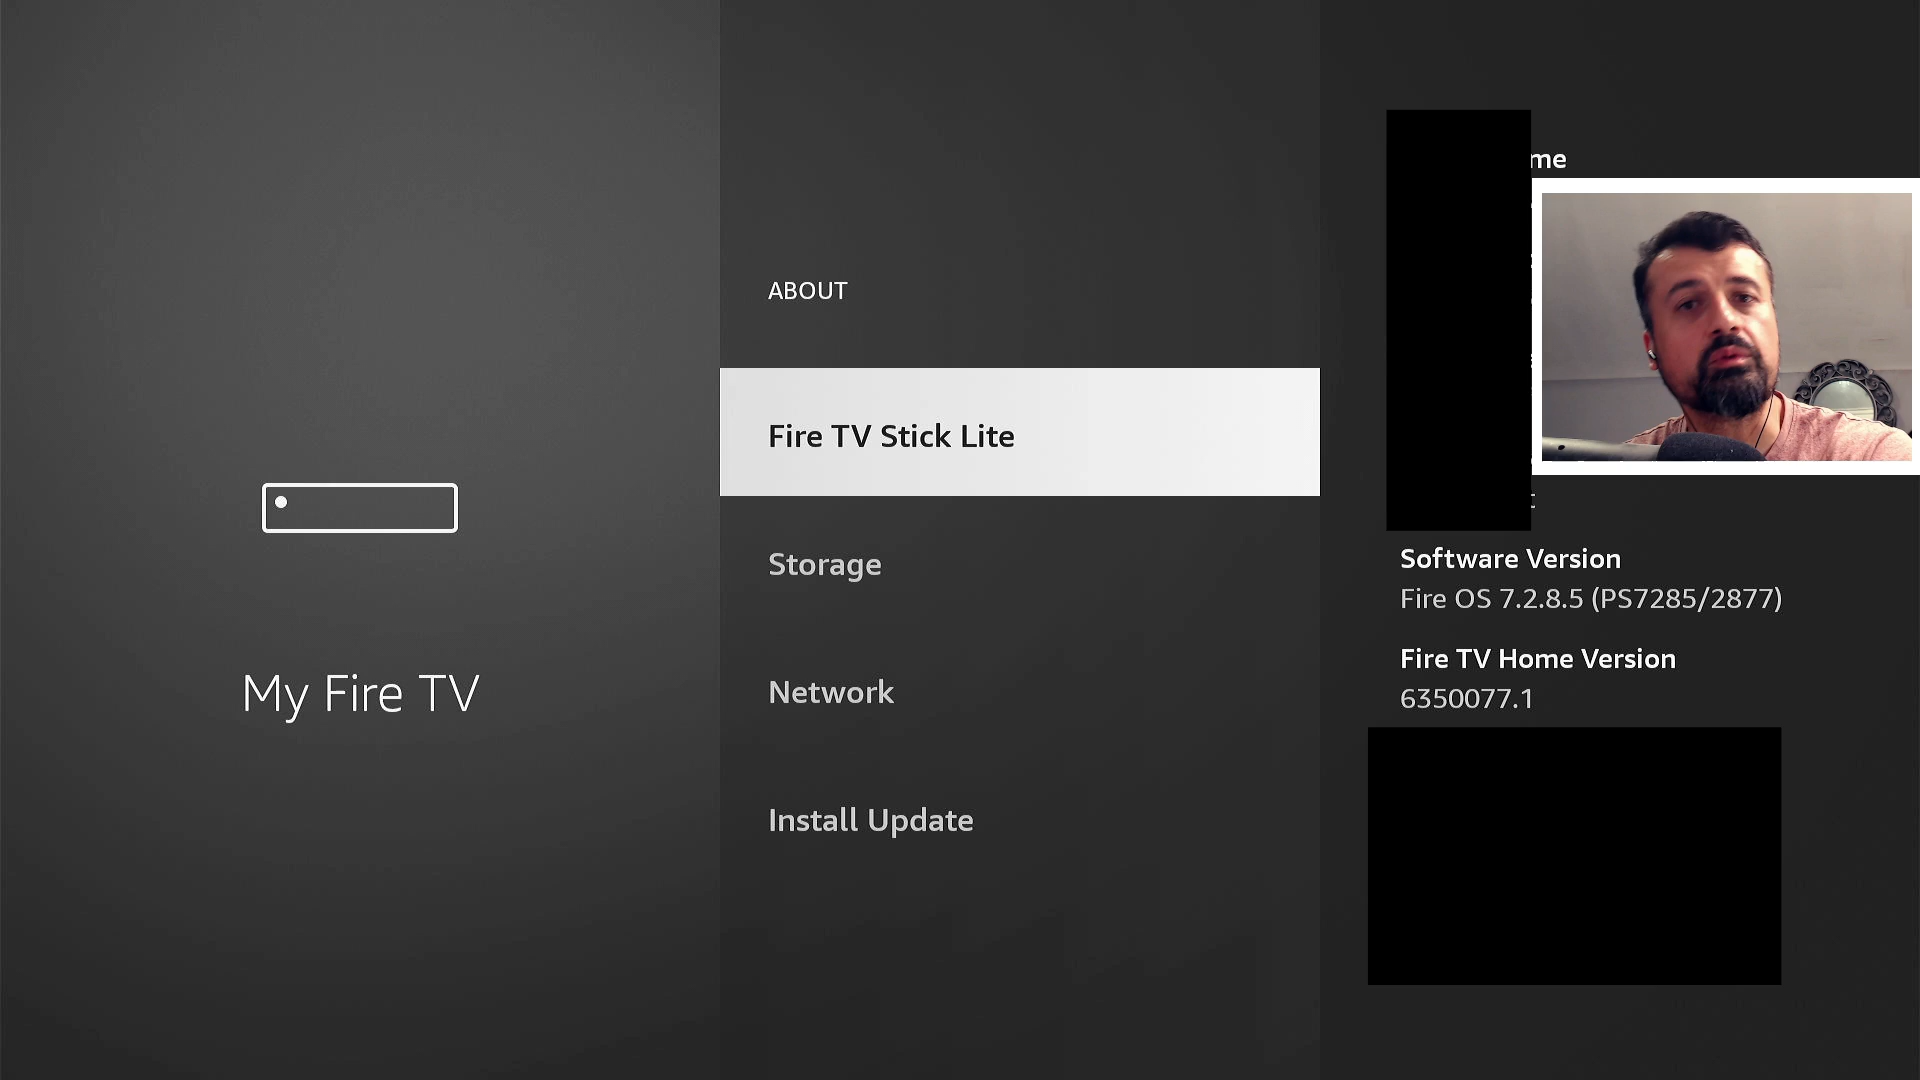 My Fire TV
ABOUT
Fire TV Stick Lite
Storage
Network
Install Update
me
Software Version
Fire OS 7.2.8.5 (PS7285/2877)
Fire TV Home Version
6350077.1